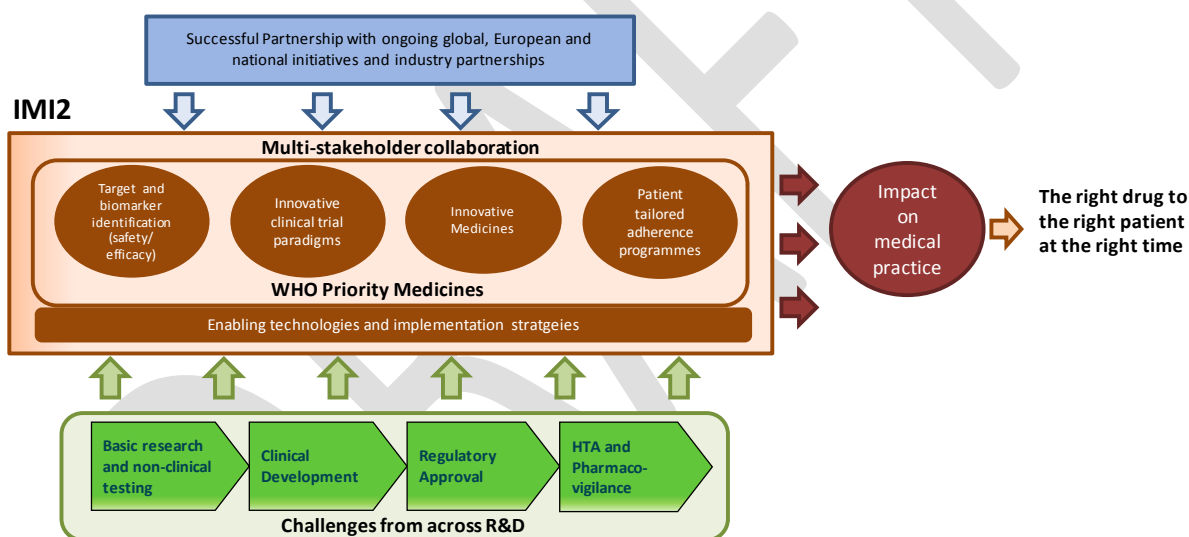 Successful Partnership with ongoing global, European and
national initiatives and industry partnerships
IMI2
Multi-stakeholder collaboration
Target and
biomarker
identification
(safety/
efficacy)
Innovative
clinical trial
paradigms
Innovative
Medicines
Patient
tailored
adherence
programmes
WHO Priority Medicines
Enabling technologies and implementation stratgeies
Impact
on
medical
practice
The right drug to
the right patient
at the right time
Basic research
and non-clinical
testing
Clinical
Development
Regulatory
Approval
HTA and
Pharmaco-
vigilance
Challenges from across R&D